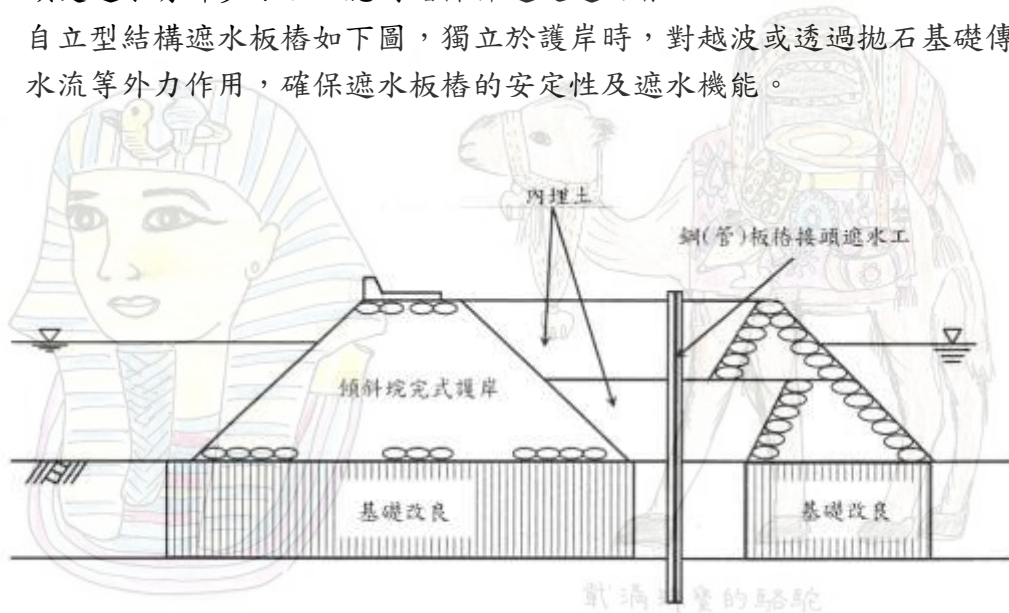 自立型結構遮水板樁如下圖，獨立於護岸時，對越波或透過拋石基礎傳
水流等外力作用，確保遮水板樁的安定性及遮水機能。
內埋土
鋼(管)板樁接頭遮水工
傾斜垸完式護岸
基礎改良
基礎改良
戴滿
的駱駝